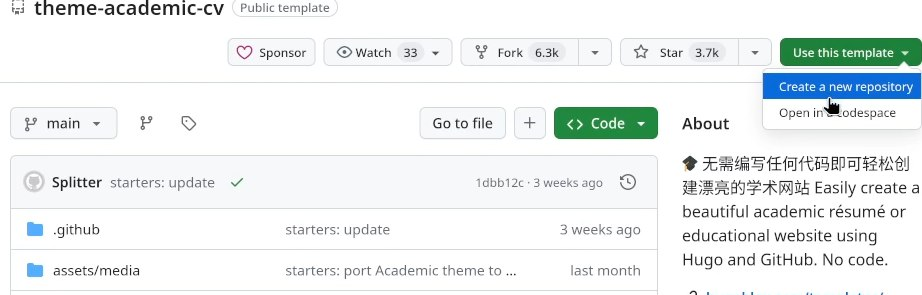 theme-academic-cv Public template
Sponsor Watch 33 Fork 6.3k Star 3.7k Use this template
Create a new repository
Open in a codespace
main Go to file Code About
Splitter starters: update 1dbb12c · 3 weeks ago
.github starters: update 3 weeks ago
assets/media starters: port Academic theme to ... last month
🎓 无需编写任何代码即可轻松创
建漂亮的学术网站 Easily create a
beautiful academic résumé or
educational website using
Hugo and GitHub. No code.